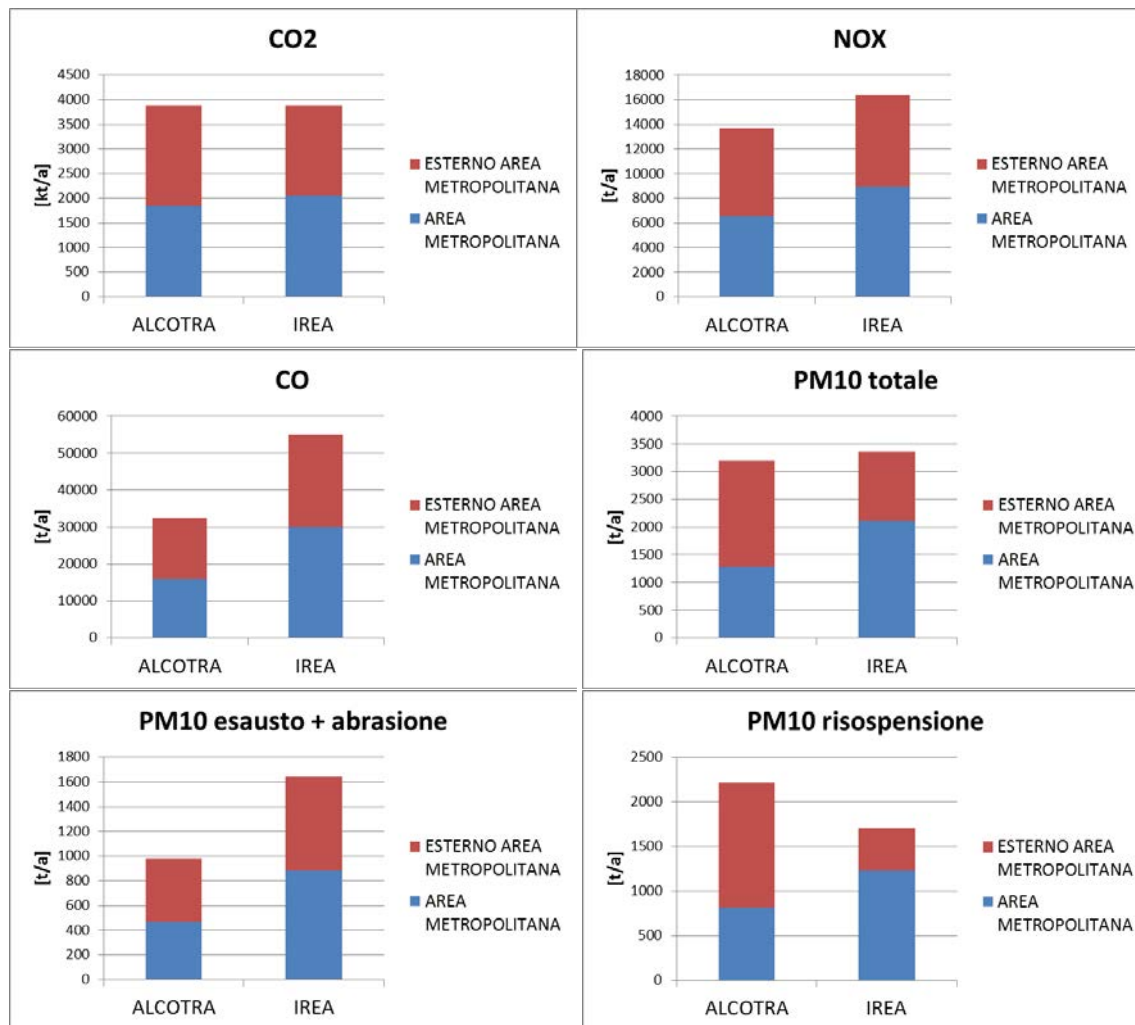 CO2
4500
4000
3500
3000
2500
2000
1500
1000
500
0
[kt/a]
ALCOTRA
IREA
ESTERNO AREA
METROPOLITANA
AREA
METROPOLITANA
NOX
18000
16000
14000
12000
10000
8000
6000
4000
2000
0
[t/a]
ALCOTRA
IREA
ESTERNO AREA
METROPOLITANA
AREA
METROPOLITANA
CO
60000
50000
40000
30000
20000
10000
0
[t/a]
ALCOTRA
IREA
ESTERNO AREA
METROPOLITANA
AREA
METROPOLITANA
PM10 totale
4000
3500
3000
2500
2000
1500
1000
500
0
[t/a]
ALCOTRA
IREA
ESTERNO AREA
METROPOLITANA
AREA
METROPOLITANA
PM10 esausto + abrasione
1800
1600
1400
1200
1000
800
600
400
200
0
[t/a]
ALCOTRA
IREA
ESTERNO AREA
METROPOLITANA
AREA
METROPOLITANA
PM10 risospensione
2500
2000
1500
1000
500
0
[t/a]
ALCOTRA
IREA
ESTERNO AREA
METROPOLITANA
AREA
METROPOLITANA